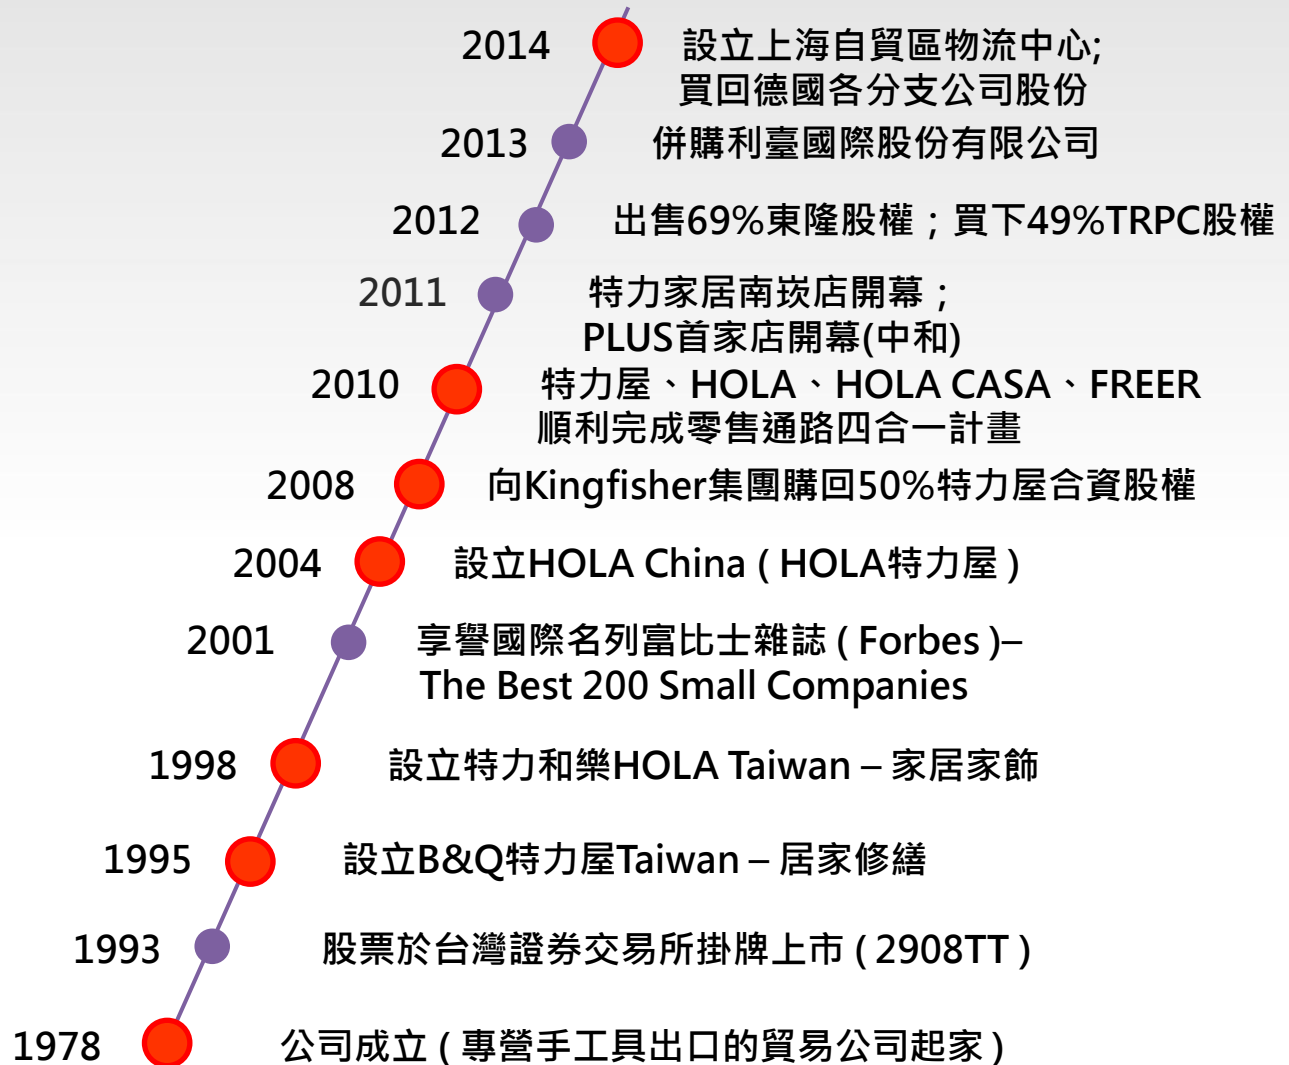 2014 設立上海自貿區物流中心;
買回德國各分支公司股份
2013 併購利臺國際股份有限公司
2012 出售69%東隆股權；買下49%TRPC股權
2011 特力家居南崁店開幕；
PLUS首家店開幕(中和)
2010 特力屋、HOLA、HOLA CASA、FREER
順利完成零售通路四合一計畫
2008 向Kingfisher集團購回50%特力屋合資股權
2004 設立HOLA China ( HOLA特力屋 )
2001 享譽國際名列富比士雜誌 ( Forbes )–
The Best 200 Small Companies
1998 設立特力和樂HOLA Taiwan – 家居家飾
1995 設立B&Q特力屋Taiwan – 居家修繕
1993 股票於台灣證券交易所掛牌上市 ( 2908TT )
1978 公司成立 ( 專營手工具出口的貿易公司起家 )